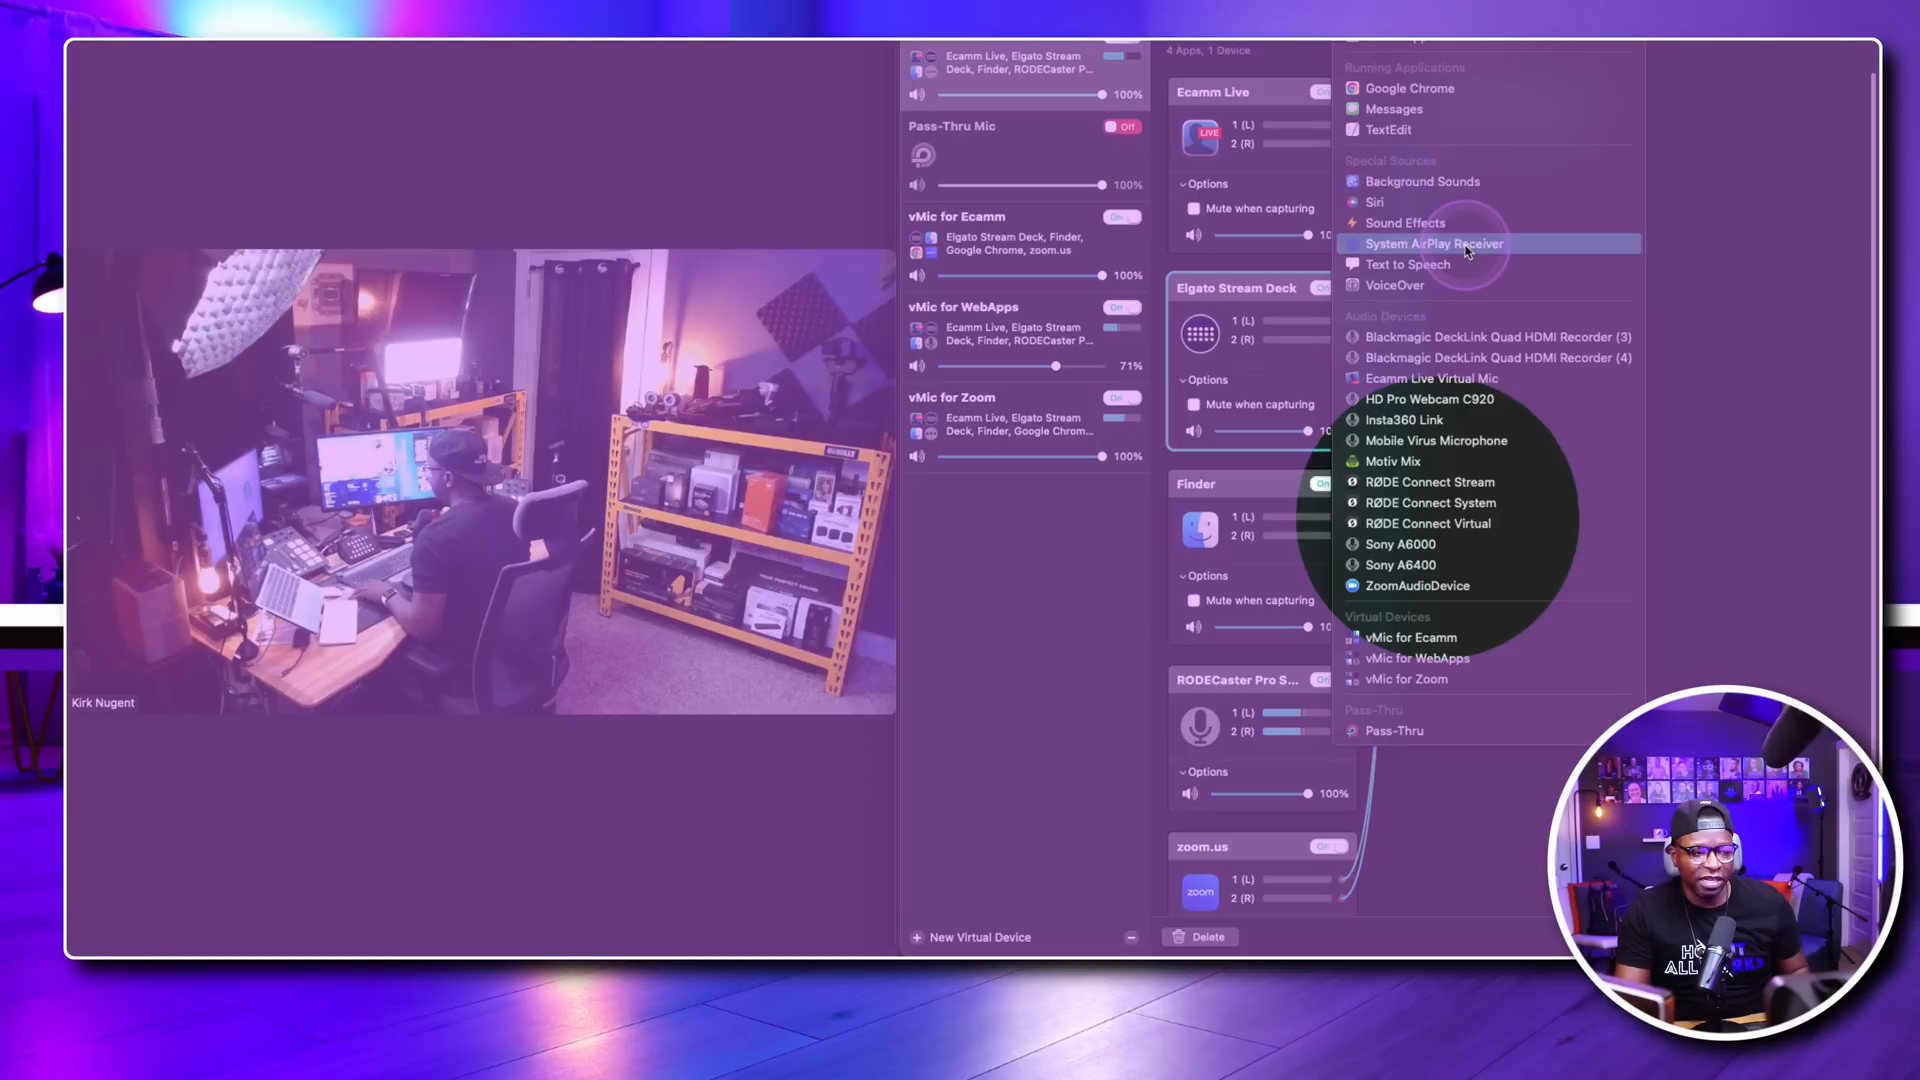 Ecamm Live, Elgato Stream
Deck, Finder, RODECaster P...
100%
Pass-Thru Mic
Off
100%
vMic for Ecamm
On
Elgato Stream Deck, Finder,
Google Chrome, zoom.us
100%
vMic for WebApps
On
Ecamm Live, Elgato Stream
Deck, Finder, RODECaster P...
71%
vMic for Zoom
On
Ecamm Live, Elgato Stream
Deck, Finder, Google Chrom...
100%
New Virtual Device
4 Apps, 1 Device
Ecamm Live
On
LIVE
1 (L)
2 (R)
Options
Mute when capturing
10
Elgato Stream Deck
On
1 (L)
2 (R)
Options
Mute when capturing
10
Finder
On
1 (L)
2 (R)
Options
Mute when capturing
10
RODECaster Pro S...
On
1 (L)
2 (R)
Options
100%
zoom.us
On
zoom
1 (L)
2 (R)
Delete
Running Applications
Google Chrome
Messages
TextEdit
Special Sources
Background Sounds
Siri
Sound Effects
System AirPlay Receiver
Text to Speech
VoiceOver
Audio Devices
Blackmagic DeckLink Quad HDMI Recorder (3)
Blackmagic DeckLink Quad HDMI Recorder (4)
Ecamm Live Virtual Mic
HD Pro Webcam C920
Insta360 Link
Mobile Virus Microphone
Motiv Mix
RØDE Connect Stream
RØDE Connect System
RØDE Connect Virtual
Sony A6000
Sony A6400
ZoomAudioDevice
Virtual Devices
vMic for Ecamm
vMic for WebApps
vMic for Zoom
Pass-Thru
Pass-Thru
Kirk Nugent